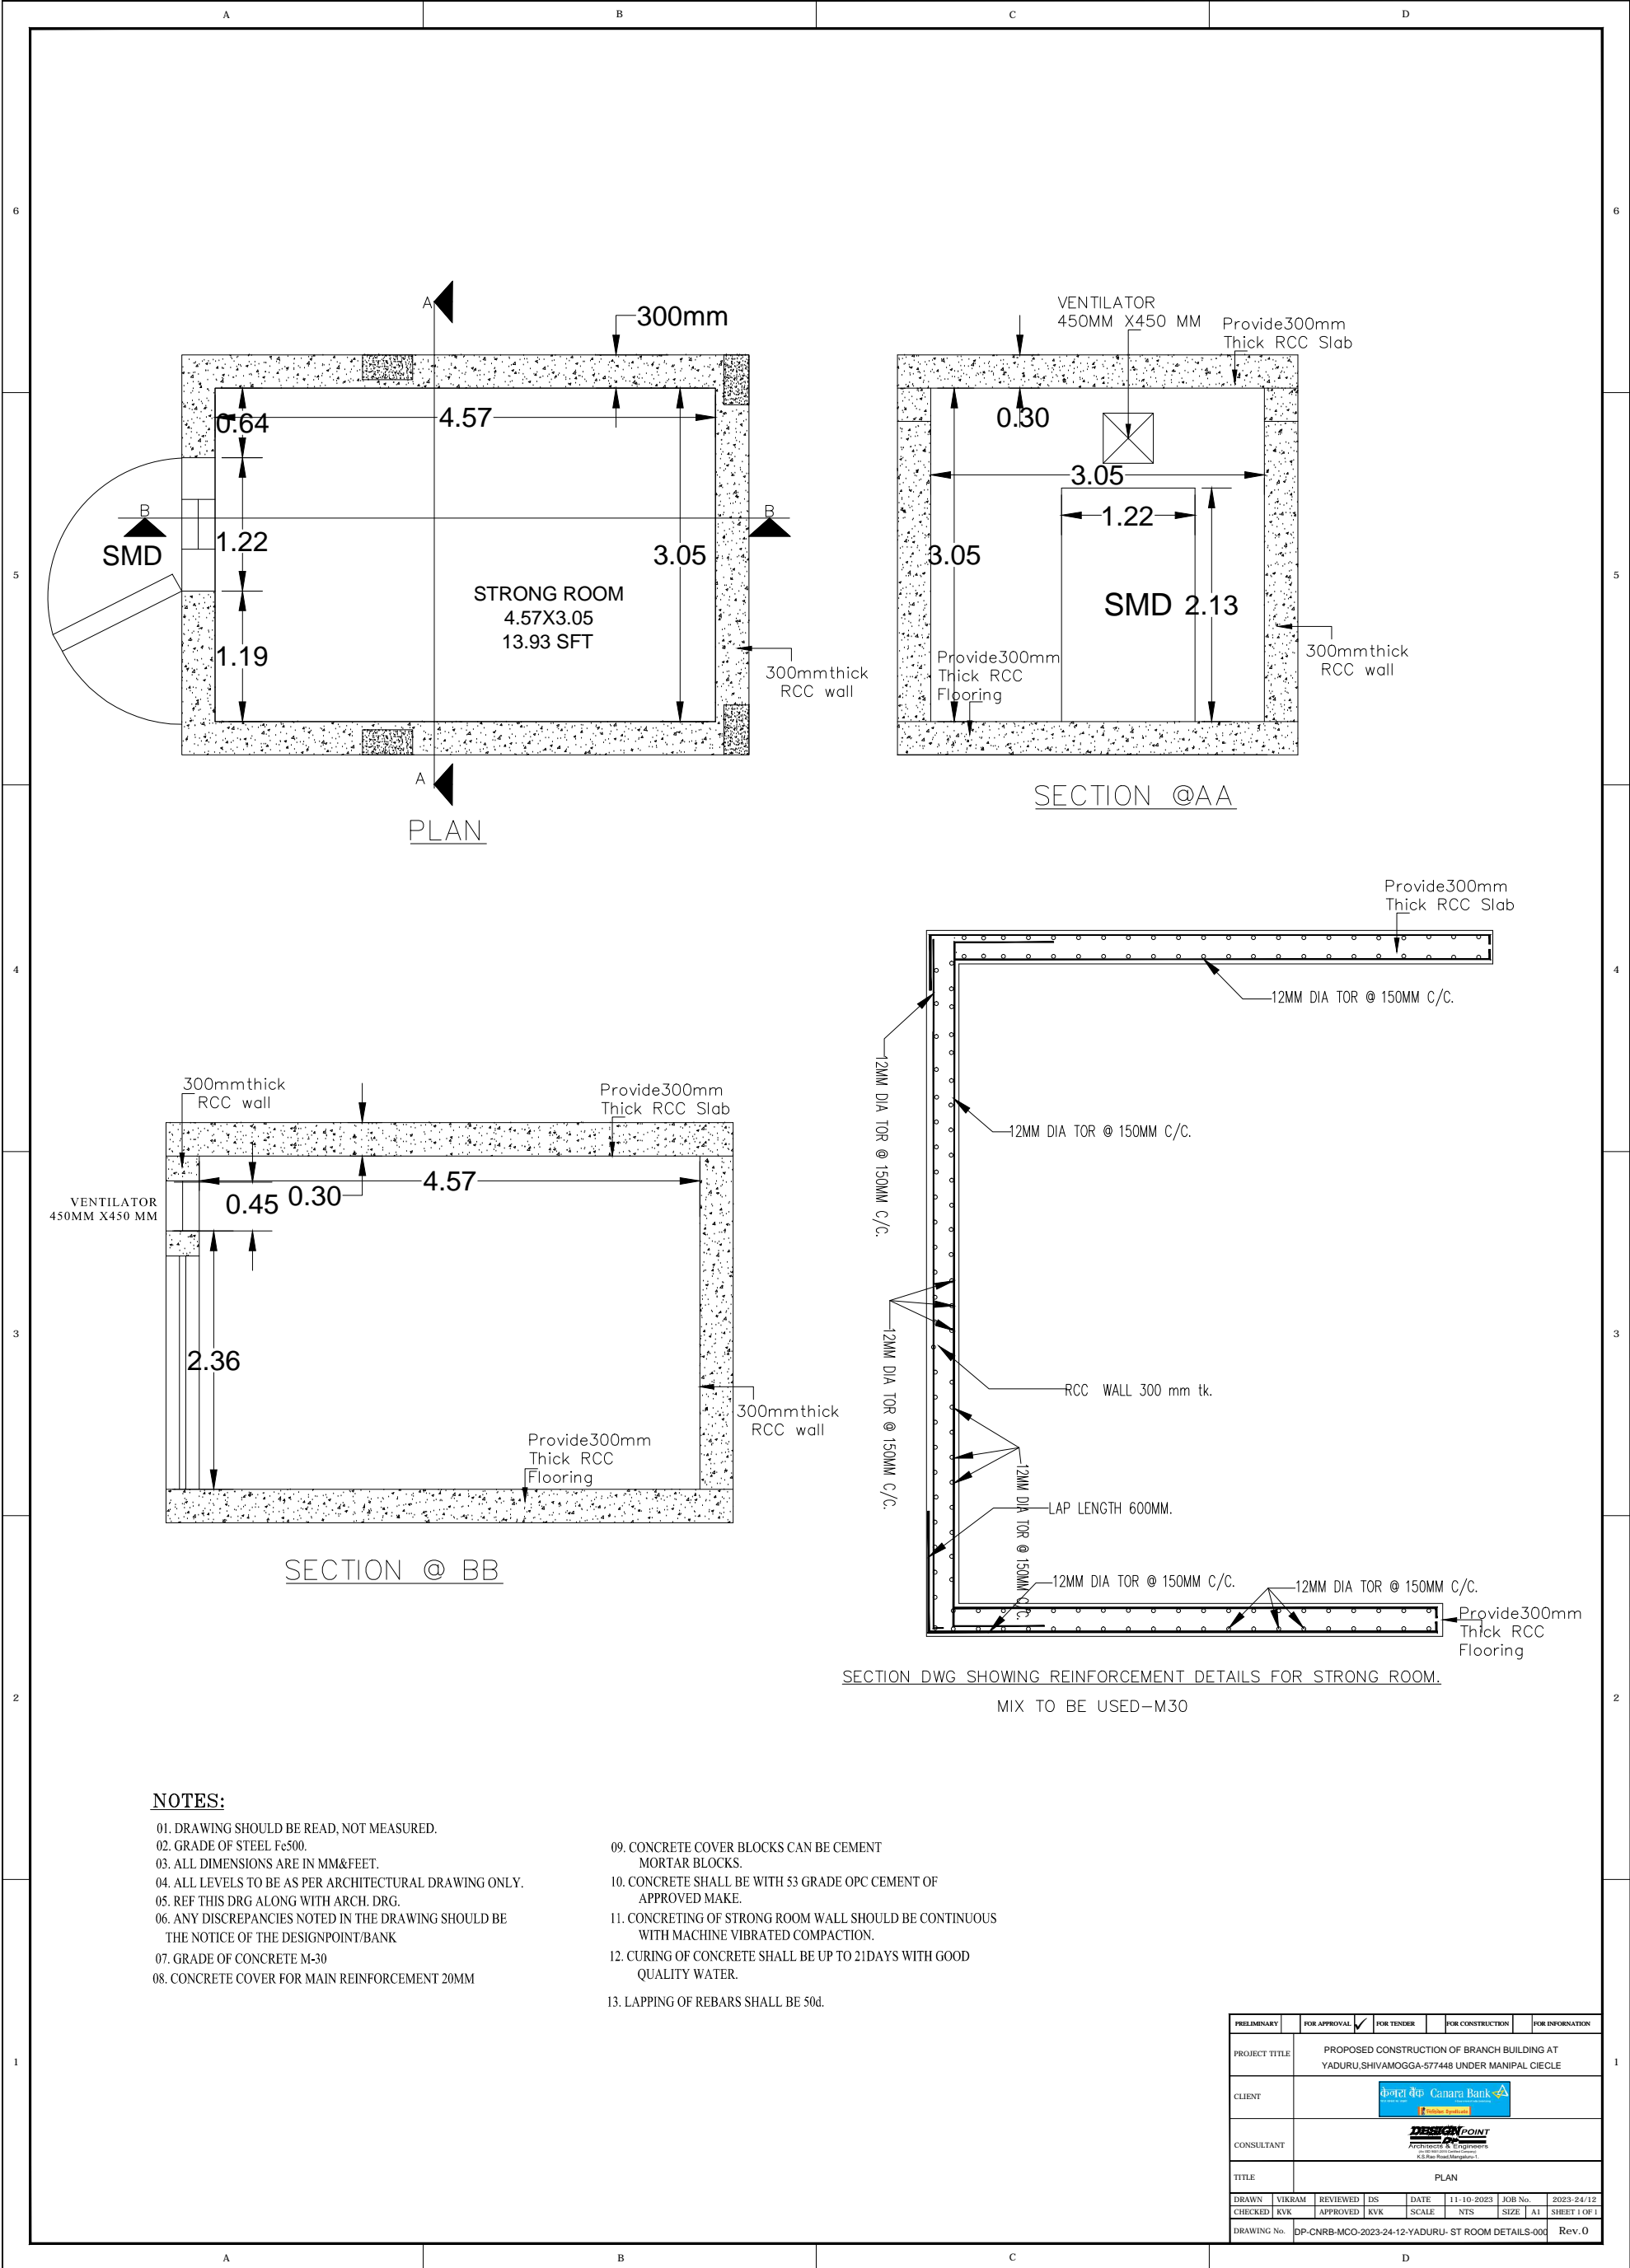 A
B
C
D
6
6
5
5
4
4
3
3
2
2
1
1
A
300mm
0.64
4.57
B
B
SMD
1.22
3.05
STRONG ROOM
4.57X3.05
13.93 SFT
1.19
300mmthick
RCC wall
A
PLAN
VENTILATOR
450MM X450 MM
Provide300mm
Thick RCC Slab
0.30
3.05
1.22
3.05
SMD
2.13
Provide300mm
Thick RCC
Flooring
300mmthick
RCC wall
SECTION @AA
300mmthick
RCC wall
Provide300mm
Thick RCC Slab
VENTILATOR
450MM X450 MM
0.45
0.30
4.57
2.36
300mmthick
RCC wall
Provide300mm
Thick RCC
Flooring
SECTION @ BB
Provide300mm
Thick RCC Slab
12MM DIA TOR @ 150MM C/C.
12MM DIA TOR @ 150MM C/C.
12MM DIA TOR @ 150MM C/C.
12MM DIA TOR @ 150MM C/C.
RCC WALL 300 mm tk.
12MM DIA TOR @ 150MM C/C.
LAP LENGTH 600MM.
12MM DIA TOR @ 150MM C/C.
12MM DIA TOR @ 150MM C/C.
Provide300mm
Thick RCC
Flooring
SECTION DWG SHOWING REINFORCEMENT DETAILS FOR STRONG ROOM.
MIX TO BE USED-M30
NOTES:
01. DRAWING SHOULD BE READ, NOT MEASURED.
02. GRADE OF STEEL Fe500.
03. ALL DIMENSIONS ARE IN MM&FEET.
04. ALL LEVELS TO BE AS PER ARCHITECTURAL DRAWING ONLY.
05. REF THIS DRG ALONG WITH ARCH. DRG.
06. ANY DISCREPANCIES NOTED IN THE DRAWING SHOULD BE
THE NOTICE OF THE DESIGNPOINT/BANK
07. GRADE OF CONCRETE M-30
08. CONCRETE COVER FOR MAIN REINFORCEMENT 20MM
09. CONCRETE COVER BLOCKS CAN BE CEMENT
MORTAR BLOCKS.
10. CONCRETE SHALL BE WITH 53 GRADE OPC CEMENT OF
APPROVED MAKE.
11. CONCRETING OF STRONG ROOM WALL SHOULD BE CONTINUOUS
WITH MACHINE VIBRATED COMPACTION.
12. CURING OF CONCRETE SHALL BE UP TO 21DAYS WITH GOOD
QUALITY WATER.
13. LAPPING OF REBARS SHALL BE 50d.
PRELIMINARY FOR APPROVAL ✓ FOR TENDER FOR CONSTRUCTION FOR INFORNATION
PROJECT TITLE
PROPOSED CONSTRUCTION OF BRANCH BUILDING AT
YADURU,SHIVAMOGGA-577448 UNDER MANIPAL CIECLE
CLIENT
केनरा बैंक Canara Bank
Syndicate
CONSULTANT
DESIGN POINT
DP
Architects & Engineers
K.S.Rao Road,Mangaluru-1.
TITLE PLAN
DRAWN VIKRAM REVIEWED DS DATE 11-10-2023 JOB No. 2023-24/12
CHECKED KVK APPROVED KVK SCALE NTS SIZE A1 SHEET 1 OF 1
DRAWING No. DP-CNRB-MCO-2023-24-12-YADURU- ST ROOM DETAILS-000 Rev.0
A
B
C
D